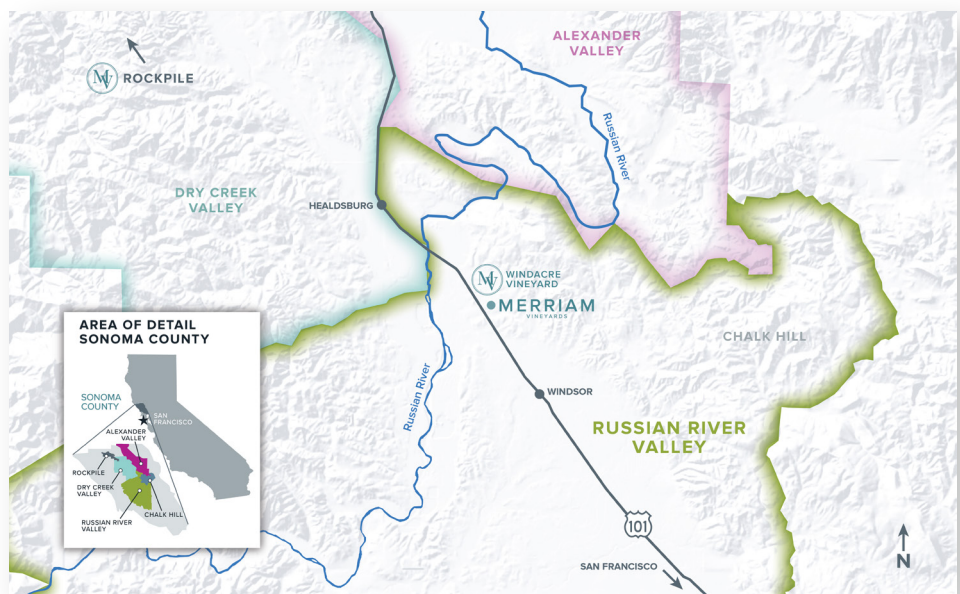 ALEXANDER
VALLEY
MV ROCKPILE
Russian River
DRY CREEK
VALLEY
HEALDSBURG
MV WINDACRE
VINEYARD
MERRIAM
VINEYARDS
CHALK HILL
AREA OF DETAIL
SONOMA COUNTY
SONOMA
COUNTY
SAN
FRANCISCO
ALEXANDER
VALLEY
ROCKPILE
DRY CREEK
VALLEY
CHALK HILL
RUSSIAN RIVER
VALLEY
Russian River
WINDSOR
RUSSIAN RIVER
VALLEY
101
SAN FRANCISCO
N